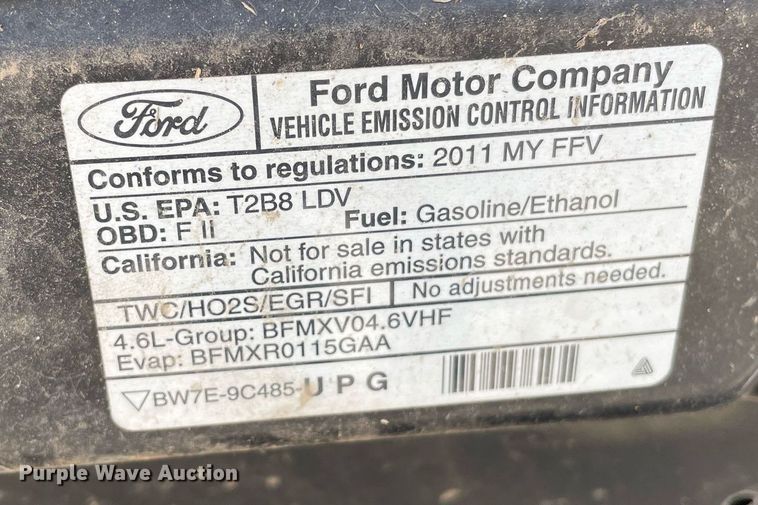 Ford
Ford Motor Company
VEHICLE EMISSION CONTROL INFORMATION
Conforms to regulations: 2011 MY FFV
U.S. EPA: T2B8 LDV
OBD: F II
Fuel: Gasoline/Ethanol
California: Not for sale in states with
California emissions standards.
TWC/HO2S/EGR/SFI
No adjustments needed.
4.6L-Group: BFMXV04.6VHF
Evap: BFMXR0115GAA
BW7E-9C485-U P G
Purple Wave Auction